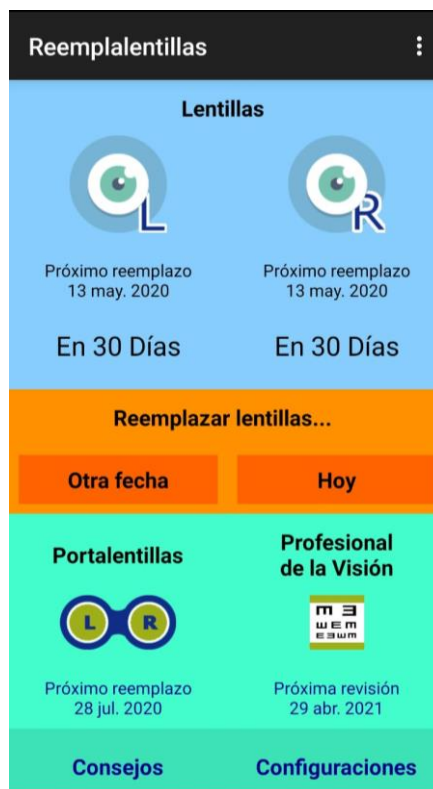 Reemplalentillas
Lentillas
L
R
Próximo reemplazo
13 may. 2020
Próximo reemplazo
13 may. 2020
En 30 Días
En 30 Días
Reemplazar lentillas...
Otra fecha
Hoy
Portalentillas
L R
Próximo reemplazo
28 jul. 2020
Profesional
de la Visión
m 3
W E m
E 3 W m
Próxima revisión
29 abr. 2021
Consejos
Configuraciones